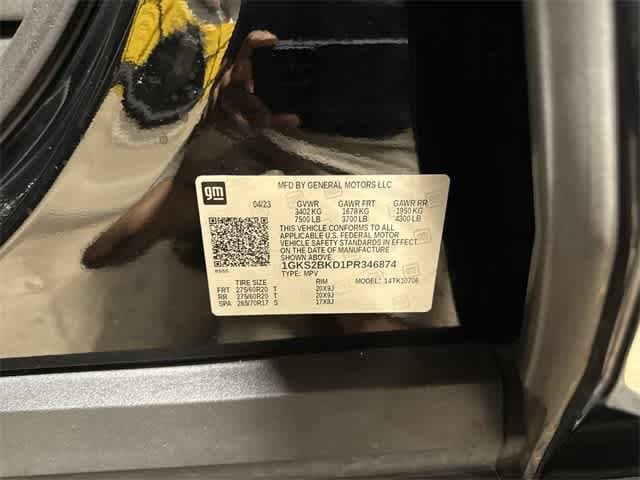 gm
MFD BY GENERAL MOTORS LLC
04/23 GVWR GAWR FRT GAWR RR
3402 KG 1678 KG 1950 KG
7500 LB 3700 LB 4300 LB
THIS VEHICLE CONFORMS TO ALL
APPLICABLE U.S. FEDERAL MOTOR
VEHICLE SAFETY STANDARDS IN EFFECT
ON THE DATE OF MANUFACTURE
SHOWN ABOVE.
1GKS2BKD1PR346874
TYPE: MPV MODEL: 14TK10706
TIRE SIZE RIM
FRT 275/60R20 T 20X9J
RR 275/60R20 T 20X9J
SPA 265/70R17 S 17X8J